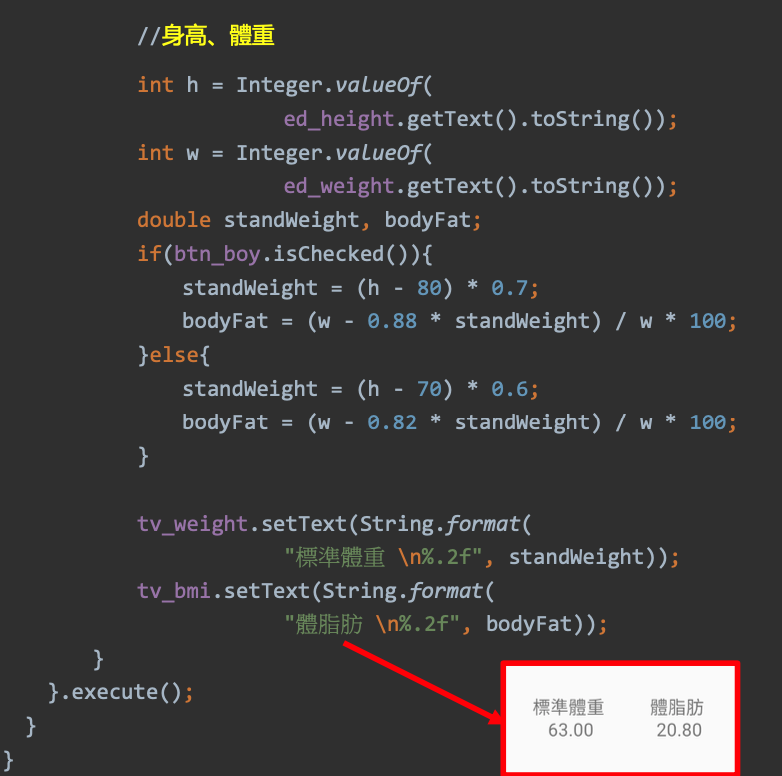 //身高、體重
int h = Integer.valueOf(
ed_height.getText().toString());
int w = Integer.valueOf(
ed_weight.getText().toString());
double standWeight, bodyFat;
if(btn_boy.isChecked()){
standWeight = (h - 80) * 0.7;
bodyFat = (w - 0.88 * standWeight) / w * 100;
}else{
standWeight = (h - 70) * 0.6;
bodyFat = (w - 0.82 * standWeight) / w * 100;
}
tv_weight.setText(String.format(
"標準體重 \n%.2f", standWeight));
tv_bmi.setText(String.format(
"體脂肪 \n%.2f", bodyFat));
}
}.execute();
}
}
標準體重 體脂肪
63.00 20.80